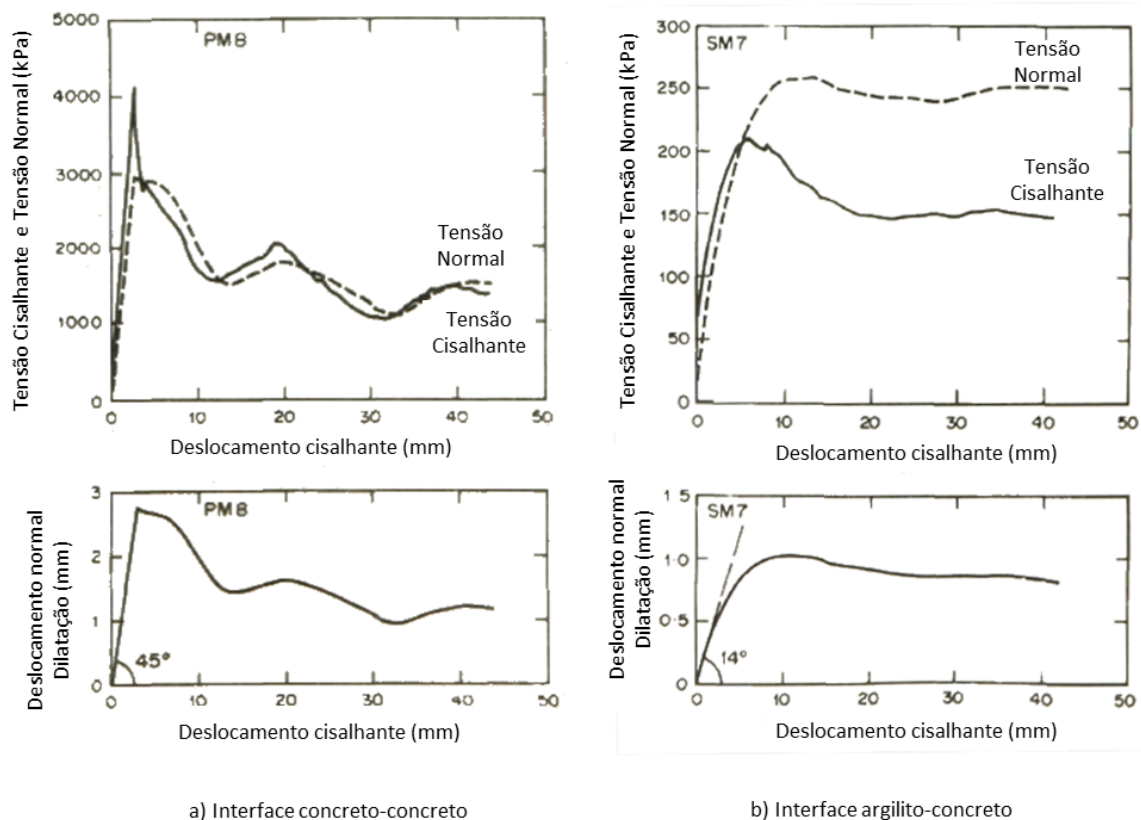 Tensão Cisalhante e Tensão Normal (kPa)
5000
4000
3000
2000
1000
0
PM8
Tensão
Normal
Tensão
Cisalhante
0 10 20 30 40 50
Deslocamento cisalhante (mm)
Tensão Cisalhante e Tensão Normal (kPa)
300
250
200
150
100
50
0
SM7
Tensão
Normal
Tensão
Cisalhante
0 10 20 30 40 50
Deslocamento cisalhante (mm)
Deslocamento normal
Dilatação (mm)
3
2
1
0
PM8
45°
0 10 20 30 40 50
Deslocamento cisalhante (mm)
Deslocamento normal
Dilatação (mm)
1·5
1·0
0·5
0
SM7
14°
0 10 20 30 40 50
Deslocamento cisalhante (mm)
a) Interface concreto-concreto
b) Interface argilito-concreto